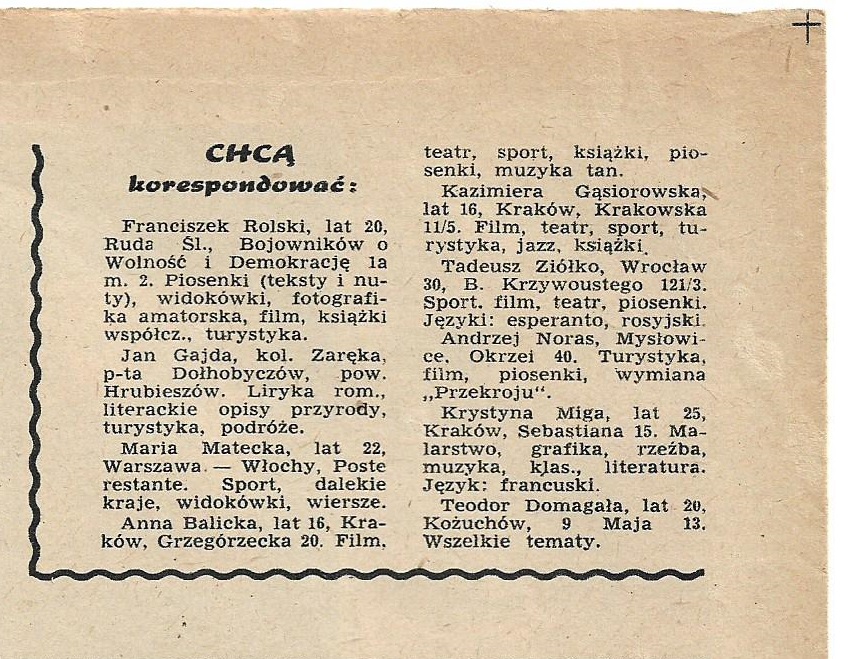 CHCĄ
korespondować:
Franciszek Rolski, lat 20,
Ruda Śl., Bojowników o
Wolność i Demokrację 1a
m. 2. Piosenki (teksty i nu-
ty), widokówki, fotografi-
ka amatorska, film, książki
współcz., turystyka.
Jan Gajda, kol. Zaręka,
p-ta Dołhobyczów, pow.
Hrubieszów. Liryka rom.,
literackie opisy przyrody,
turystyka, podróże.
Maria Matecka, lat 22,
Warszawa — Włochy, Poste
restante. Sport, dalekie
kraje, widokówki, wiersze.
Anna Balicka, lat 16, Kra-
ków, Grzegórzecka 20. Film,
teatr, sport, książki, pio-
senki, muzyka tan.
Kazimiera Gąsiorowska,
lat 16, Kraków, Krakowska
11/5. Film, teatr, sport, tu-
rystyka, jazz, książki.
Tadeusz Ziółko, Wrocław
30, B. Krzywoustego 121/3.
Sport. film, teatr, piosenki.
Języki: esperanto, rosyjski.
Andrzej Noras, Mysłowi-
ce, Okrzei 40. Turystyka,
film, piosenki, wymiana
„Przekroju“.
Krystyna Miga, lat 25,
Kraków, Sebastiana 15. Ma-
larstwo, grafika, rzeźba,
muzyka, klas., literatura.
Język: francuski.
Teodor Domagała, lat 20,
Kożuchów, 9 Maja 13.
Wszelkie tematy.